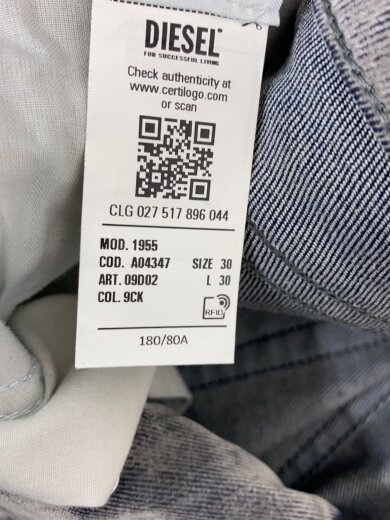 DIESEL
FOR SUCCESSFUL LIVING
Check authenticity at
www.certilogo.com
or scan
CLG 027 517 896 044
MOD. 1955
COD. A04347 SIZE 30
ART. 09D02 L 30
COL. 9CK
RFID
180/80A